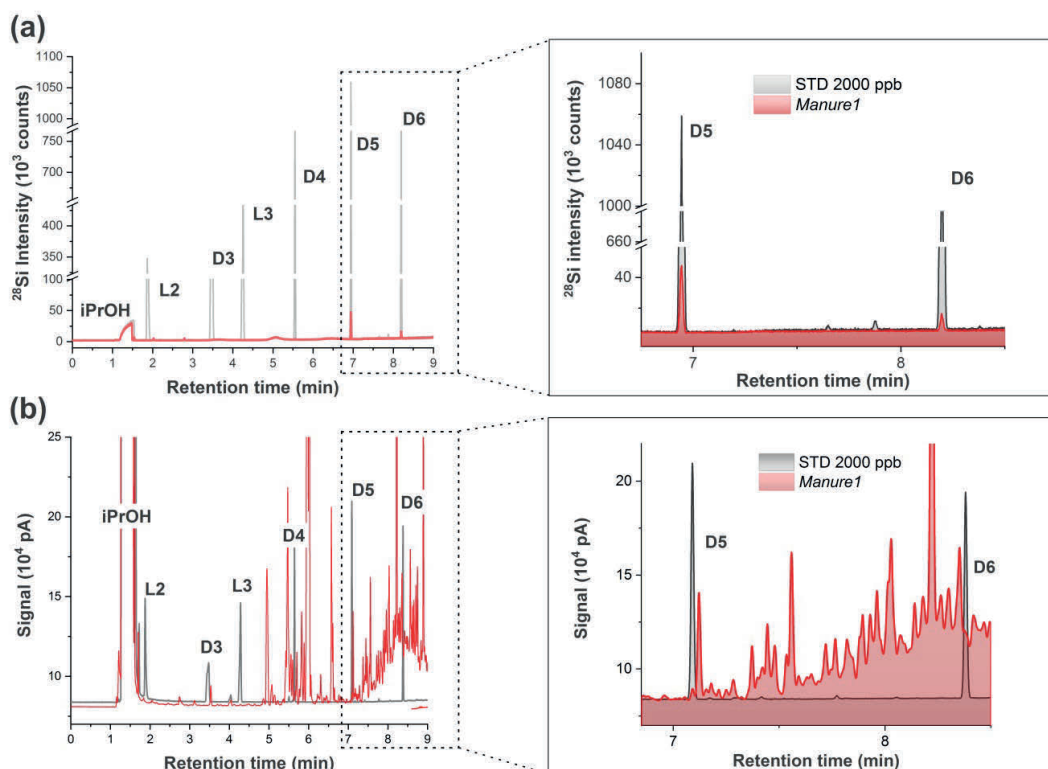 (a)
1100
1050
1000
750
700
400
350
100
50
0
iPrOH
L2
D3
L3
D4
D5
D6
²⁸Si Intensity (10³ counts)
0 1 2 3 4 5 6 7 8 9
Retention time (min)
1080
1040
1000
660
40
STD 2000 ppb
Manure1
D5
D6
²⁸Si intensity (10³ counts)
7 8
Retention time (min)
(b)
25
20
15
10
iPrOH
L2
D3
L3
D4
D5
D6
Signal (10⁴ pA)
0 1 2 3 4 5 6 7 8 9
Retention time (min)
20
15
10
STD 2000 ppb
Manure1
D5
D6
Signal (10⁴ pA)
7 8
Retention time (min)